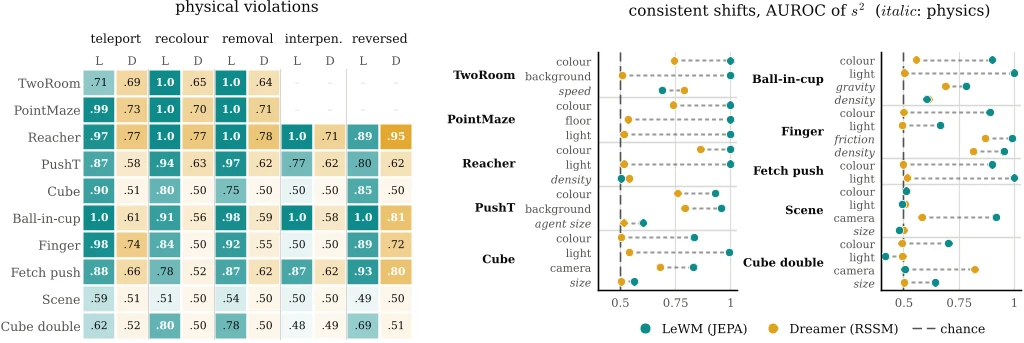 physical violations
teleport recolour removal interpen. reversed
L D L D L D L D L D
TwoRoom .71 .69 1.0 .65 1.0 .64 – – – –
PointMaze .99 .73 1.0 .70 1.0 .71 – – – –
Reacher .97 .77 1.0 .77 1.0 .78 1.0 .71 .89 .95
PushT .87 .58 .94 .63 .97 .62 .77 .62 .80 .62
Cube .90 .51 .80 .50 .75 .50 .50 .50 .85 .50
Ball-in-cup 1.0 .61 .91 .56 .98 .59 1.0 .58 1.0 .81
Finger .98 .74 .84 .50 .92 .55 .50 .50 .89 .72
Fetch push .88 .66 .78 .52 .87 .62 .87 .62 .93 .80
Scene .59 .51 .51 .50 .54 .50 .50 .50 .49 .50
Cube double .62 .52 .80 .50 .78 .50 .48 .49 .69 .51
consistent shifts, AUROC of s² (italic: physics)
TwoRoom
colour
background
speed
PointMaze
colour
floor
light
Reacher
colour
light
density
PushT
colour
background
agent size
Cube
colour
light
camera
size
0.5 0.75 1
Ball-in-cup
colour
light
gravity
density
Finger
colour
light
friction
density
Fetch push
colour
light
Scene
colour
light
camera
size
Cube double
colour
light
camera
size
0.5 0.75 1
LeWM (JEPA) Dreamer (RSSM) chance